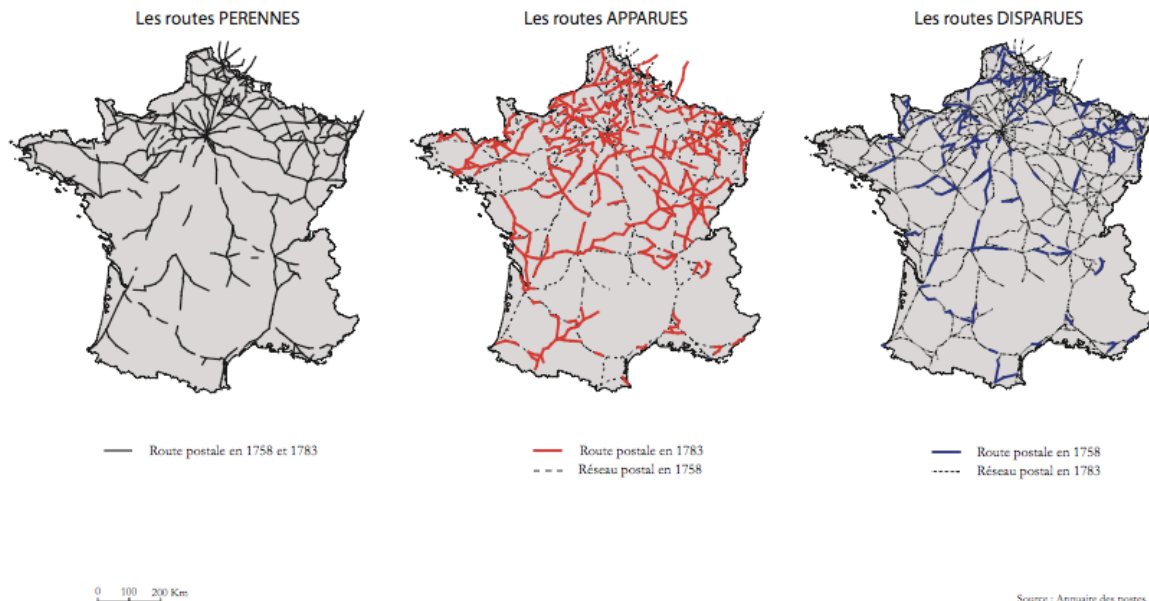 Les routes PERENNES
Les routes APPARUES
Les routes DISPARUES
Route postale en 1758 et 1783
Route postale en 1783
Réseau postal en 1758
Route postale en 1758
Réseau postal en 1783
0 100 200 Km
Source : Annuaire des postes